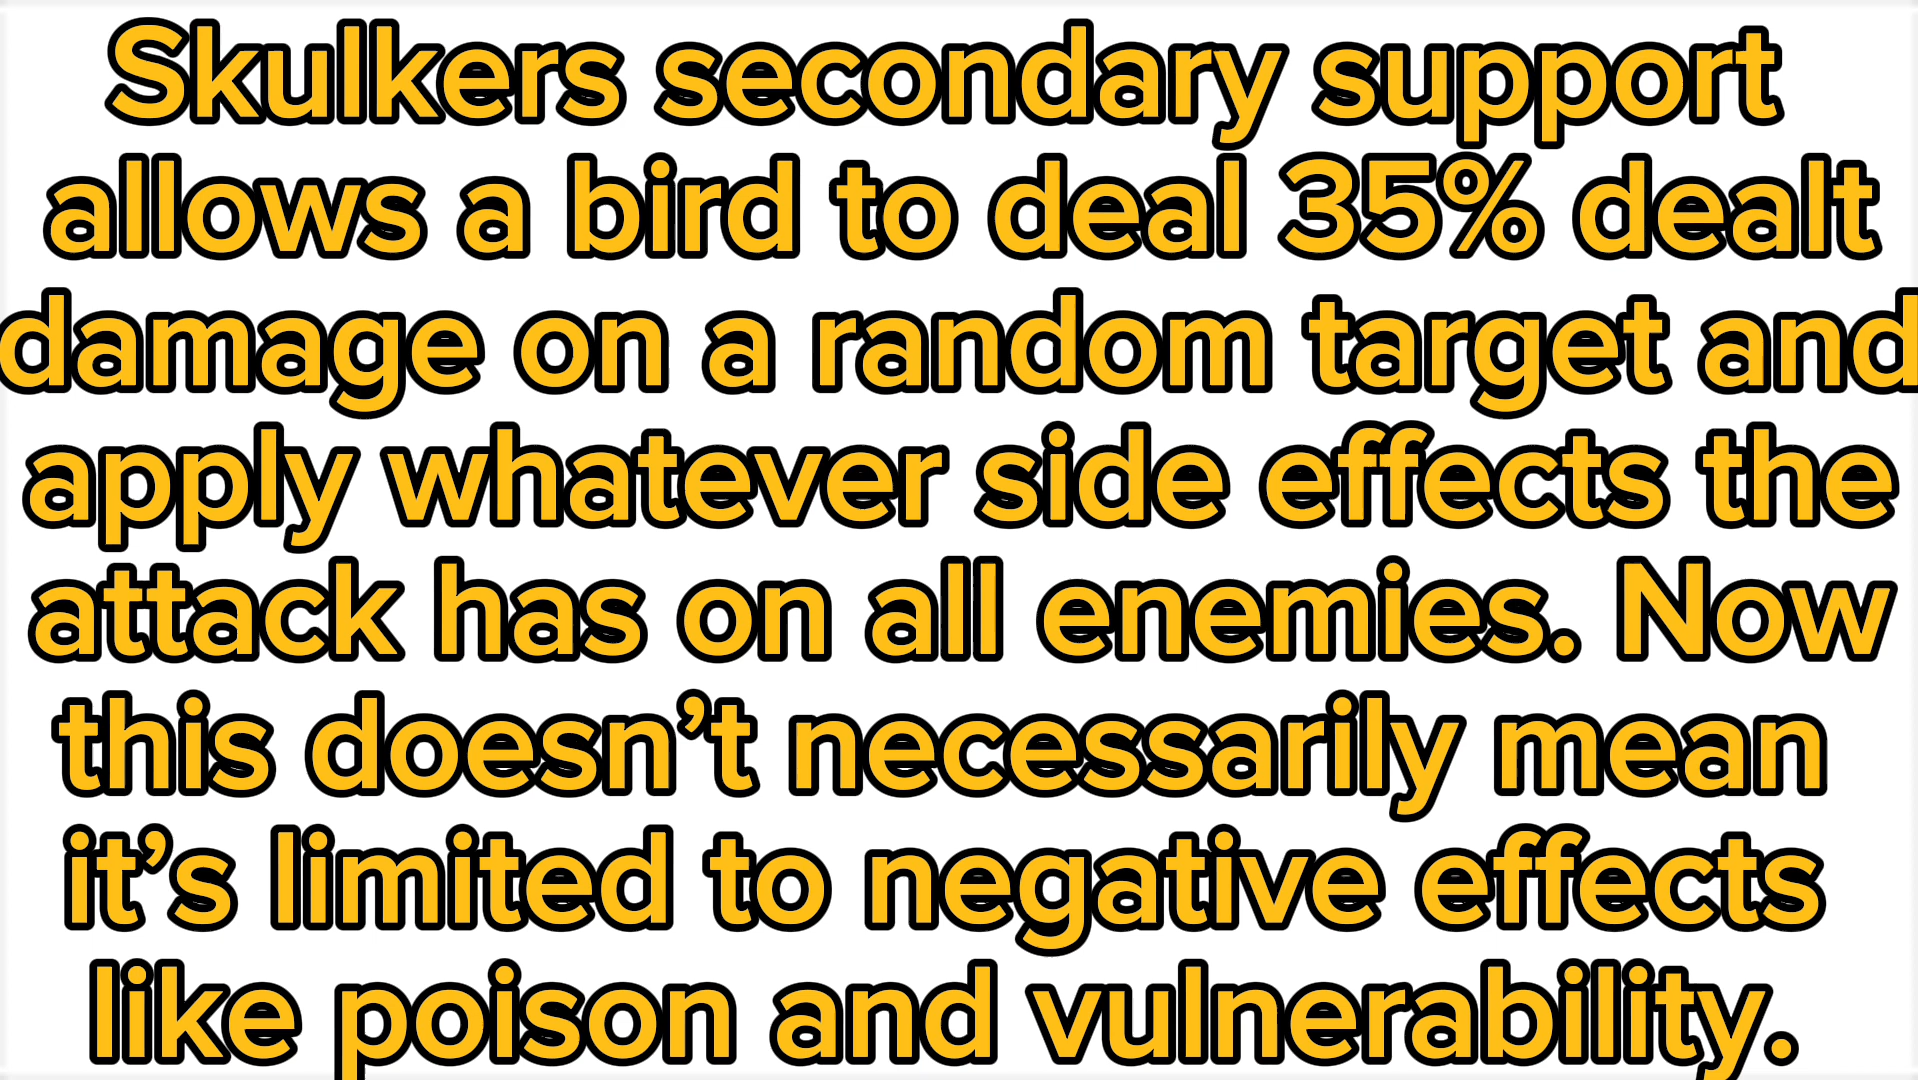 Skulkers secondary support
allows a bird to deal 35% dealt
damage on a random target and
apply whatever side effects the
attack has on all enemies. Now
this doesn’t necessarily mean
it’s limited to negative effects
like poison and vulnerability.